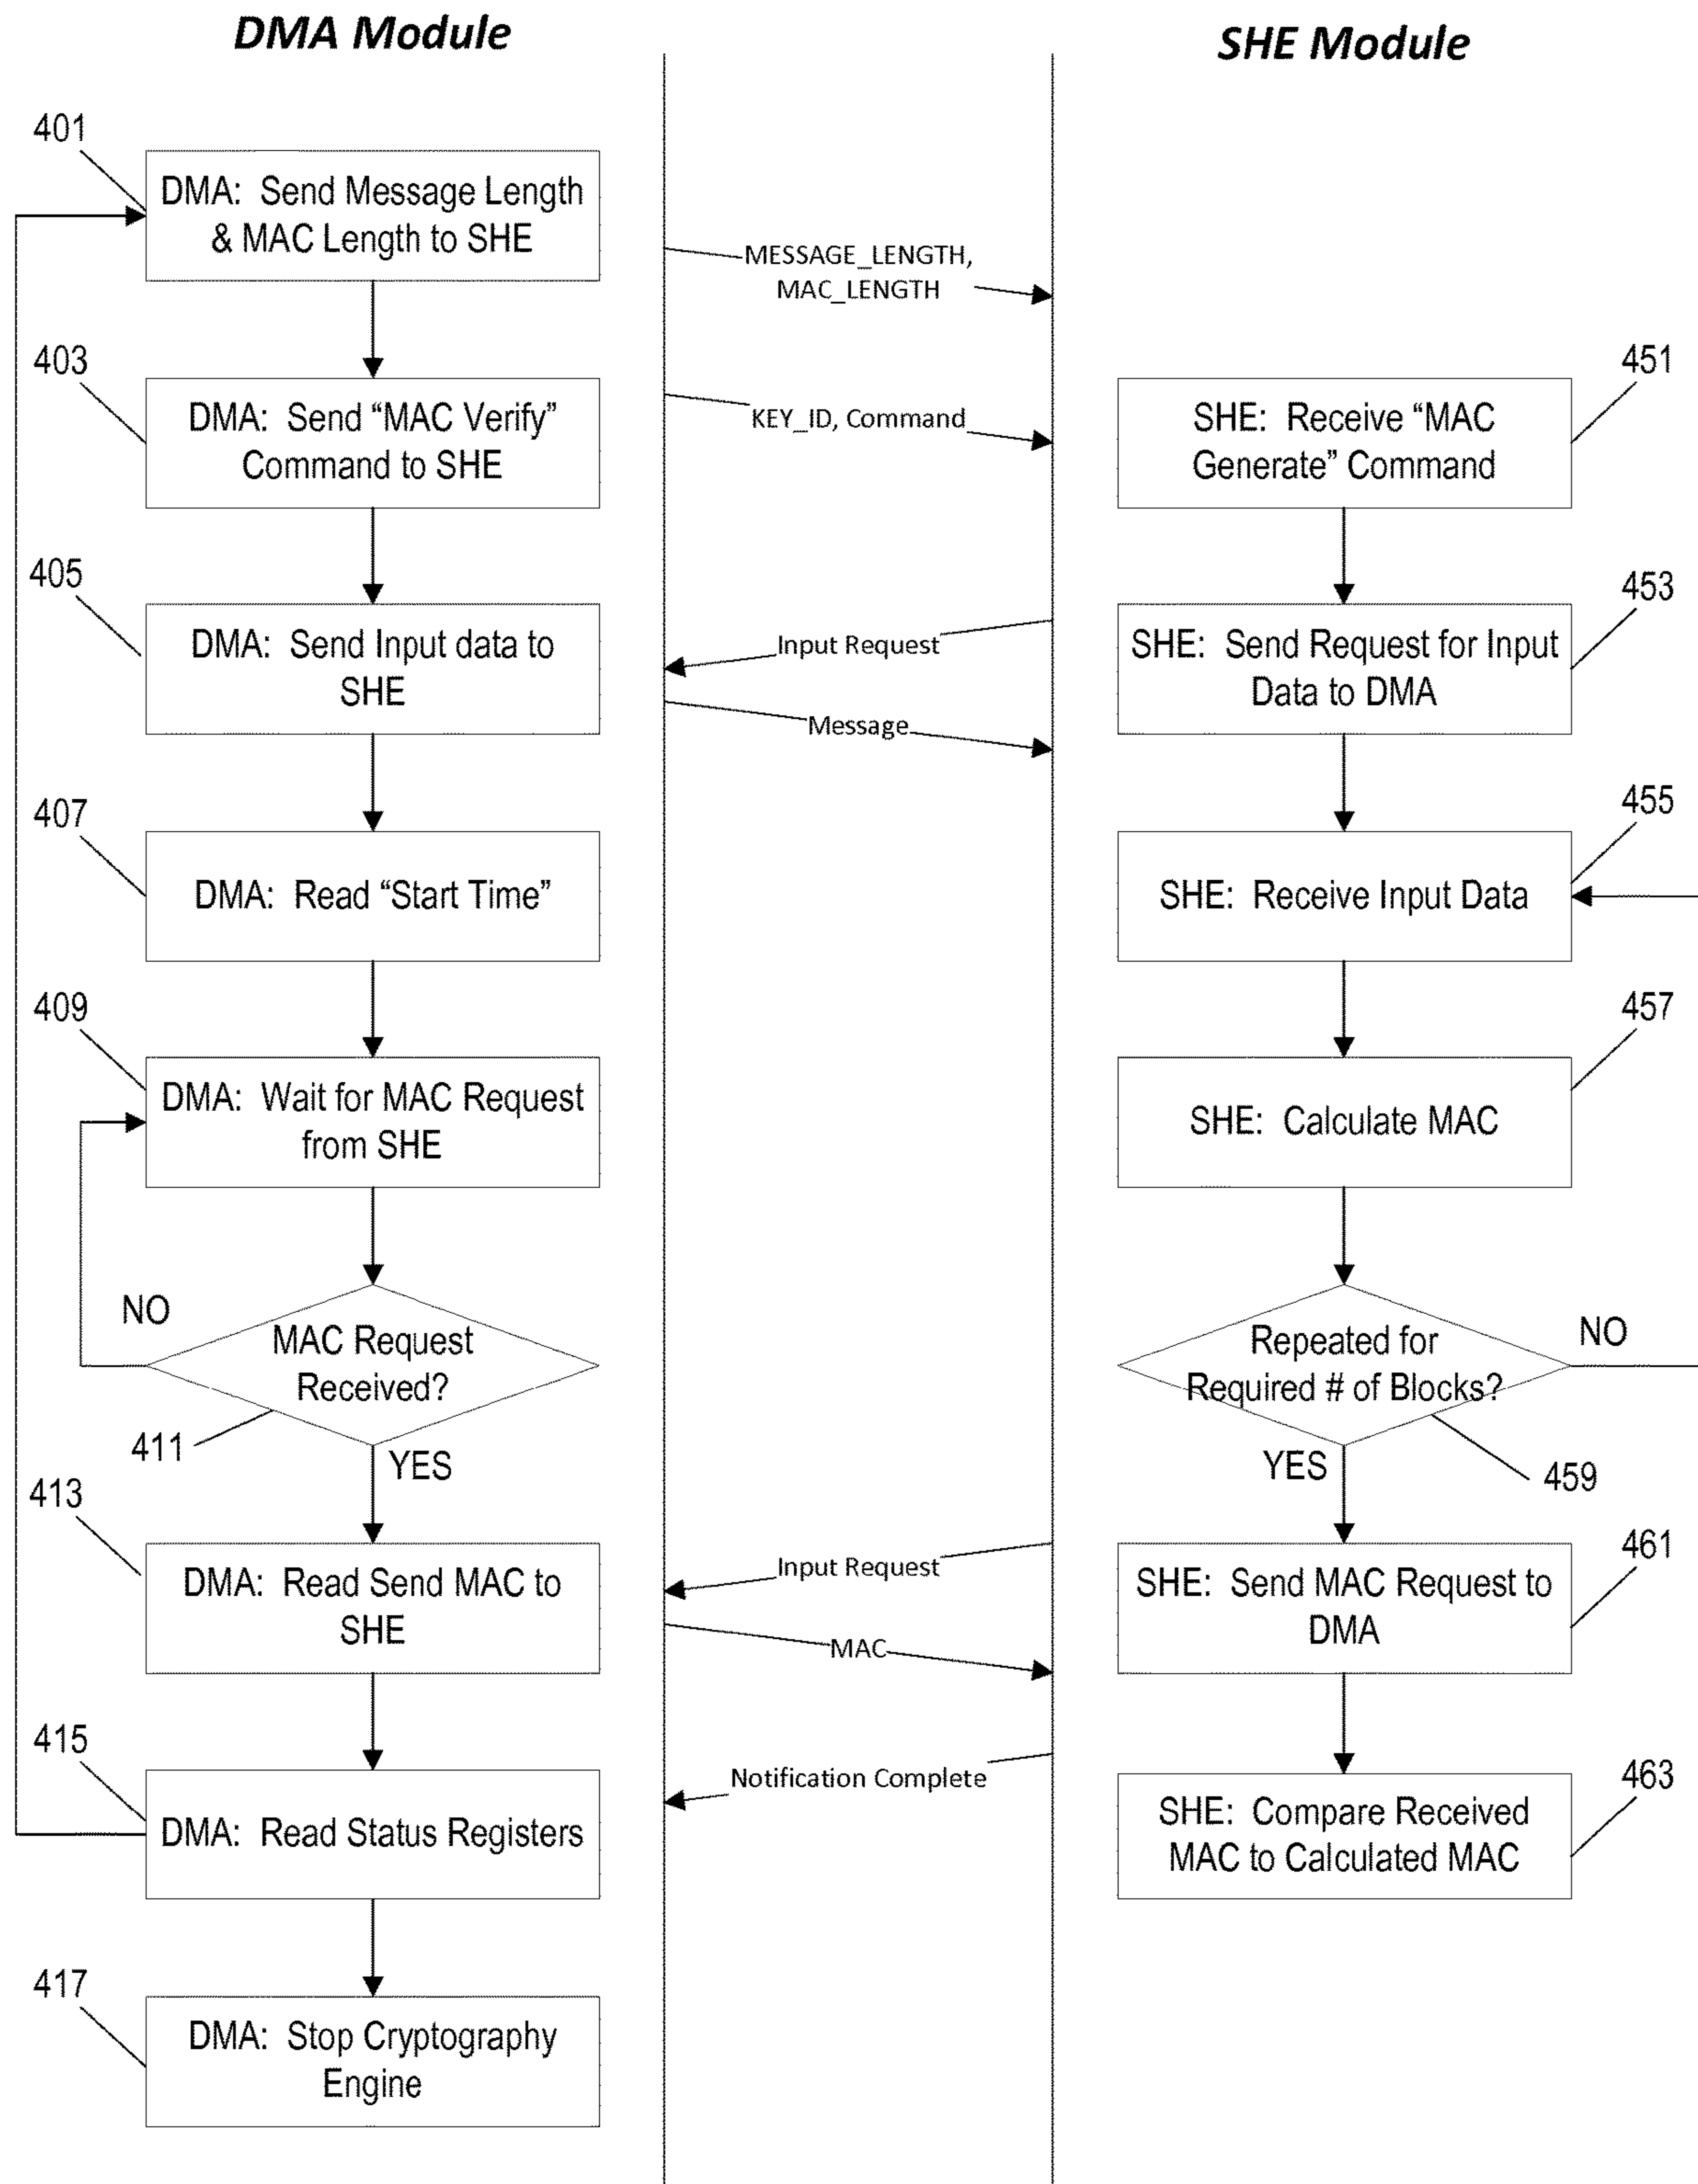 DMA Module
SHE Module
401
DMA: Send Message Length
& MAC Length to SHE
MESSAGE_LENGTH,
MAC_LENGTH
403
DMA: Send “MAC Verify”
Command to SHE
KEY_ID, Command
451
SHE: Receive “MAC
Generate” Command
405
DMA: Send Input data to
SHE
Input Request
Message
453
SHE: Send Request for Input
Data to DMA
407
DMA: Read “Start Time”
455
SHE: Receive Input Data
409
DMA: Wait for MAC Request
from SHE
457
SHE: Calculate MAC
NO
MAC Request
Received?
411
YES
Repeated for
Required # of Blocks?
NO
YES
459
413
DMA: Read Send MAC to
SHE
Input Request
MAC
461
SHE: Send MAC Request to
DMA
415
DMA: Read Status Registers
Notification Complete
463
SHE: Compare Received
MAC to Calculated MAC
417
DMA: Stop Cryptography
Engine